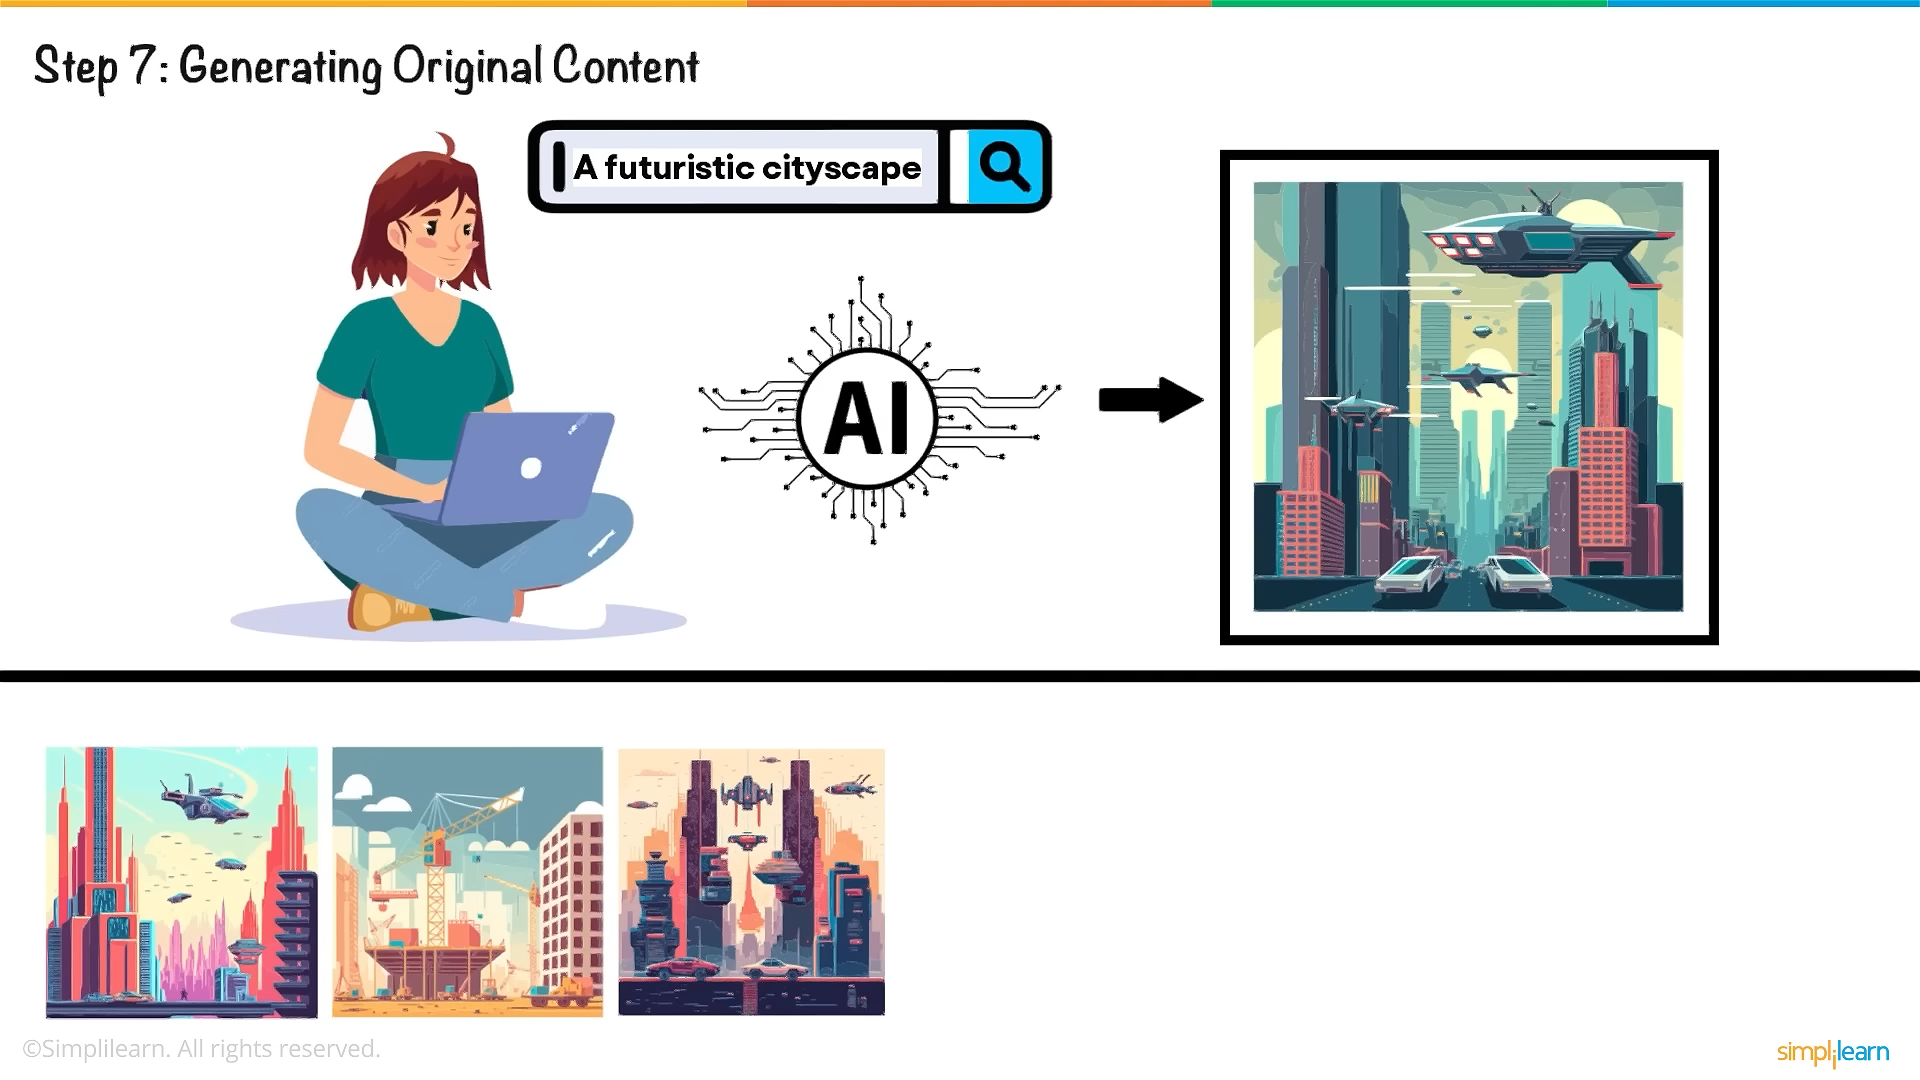 Step 7: Generating Original Content
A futuristic cityscape
AI
©Simplilearn. All rights reserved.
simplilearn